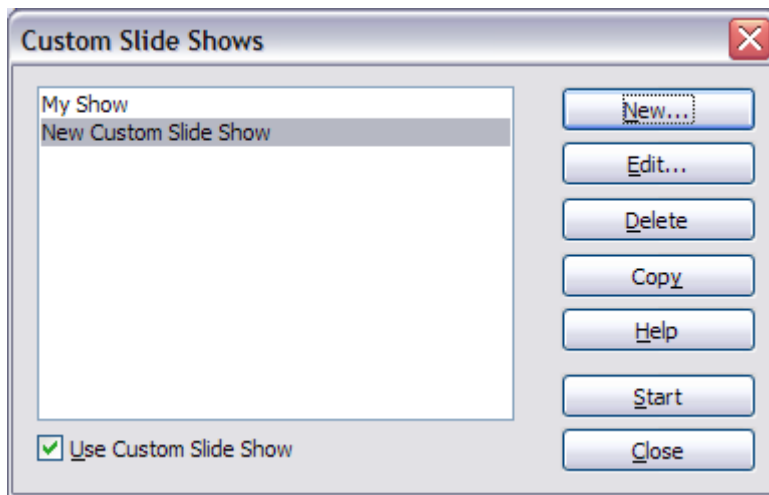 Custom Slide Shows
My Show
New Custom Slide Show
New...
Edit...
Delete
Copy
Help
Start
Close
Use Custom Slide Show